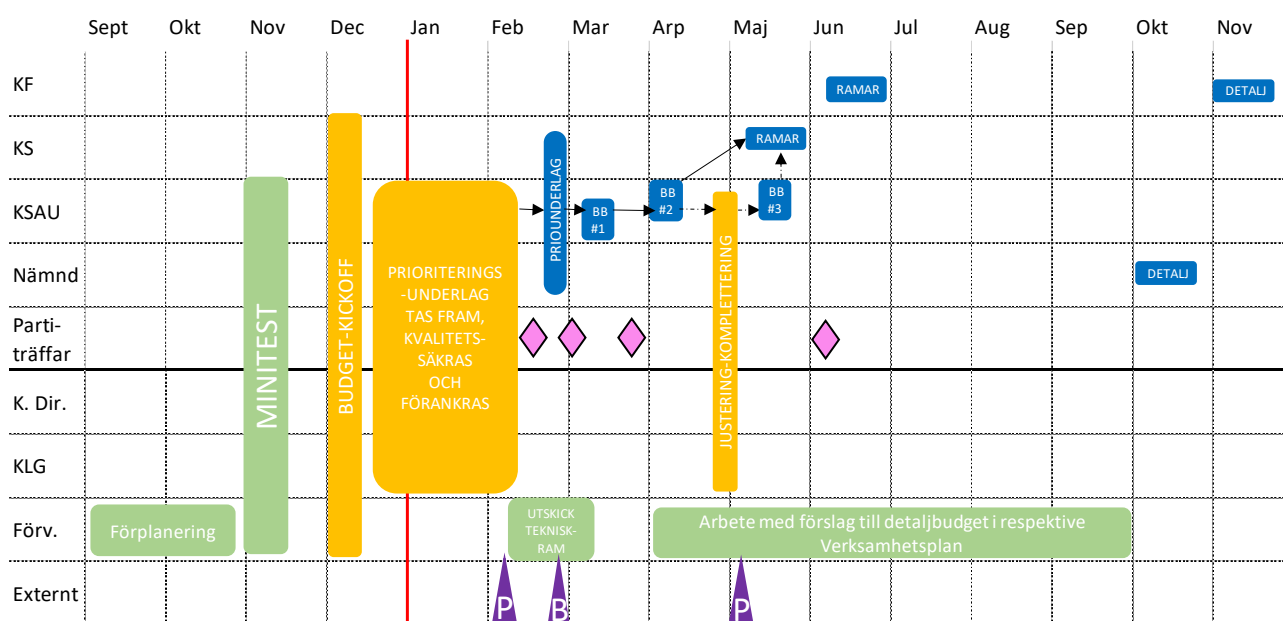 Sept Okt Nov Dec Jan Feb Mar Arp Maj Jun Jul Aug Sep Okt Nov
KF
RAMAR
DETALJ
KS
RAMAR
KSAU
PRIOUNDERLAG
BB
#1
BB
#2
BB
#3
Nämnd
DETALJ
Parti-
träffar
K. Dir.
KLG
MINITEST
BUDGET-KICKOFF
PRIORITERINGS
-UNDERLAG
TAS FRAM,
KVALITETS-
SÄKRAS
OCH
FÖRANKRAS
JUSTERING-KOMPLETTERING
Förv.
Förplanering
UTSKICK
TEKNISK-
RAM
Arbete med förslag till detaljbudget i respektive
Verksamhetsplan
Externt
P
B
P